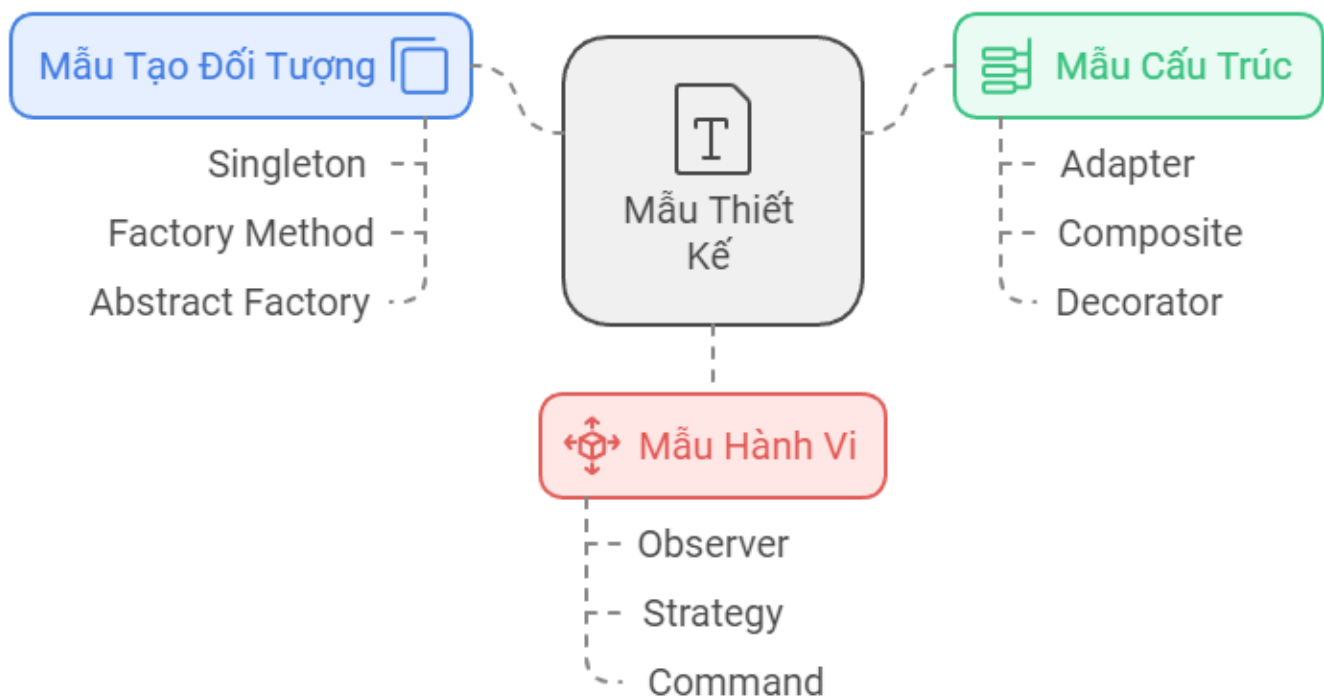 Mẫu Tạo Đối Tượng
Singleton
Factory Method
Abstract Factory
Mẫu Thiết
Kế
Mẫu Cấu Trúc
Adapter
Composite
Decorator
Mẫu Hành Vi
Observer
Strategy
Command